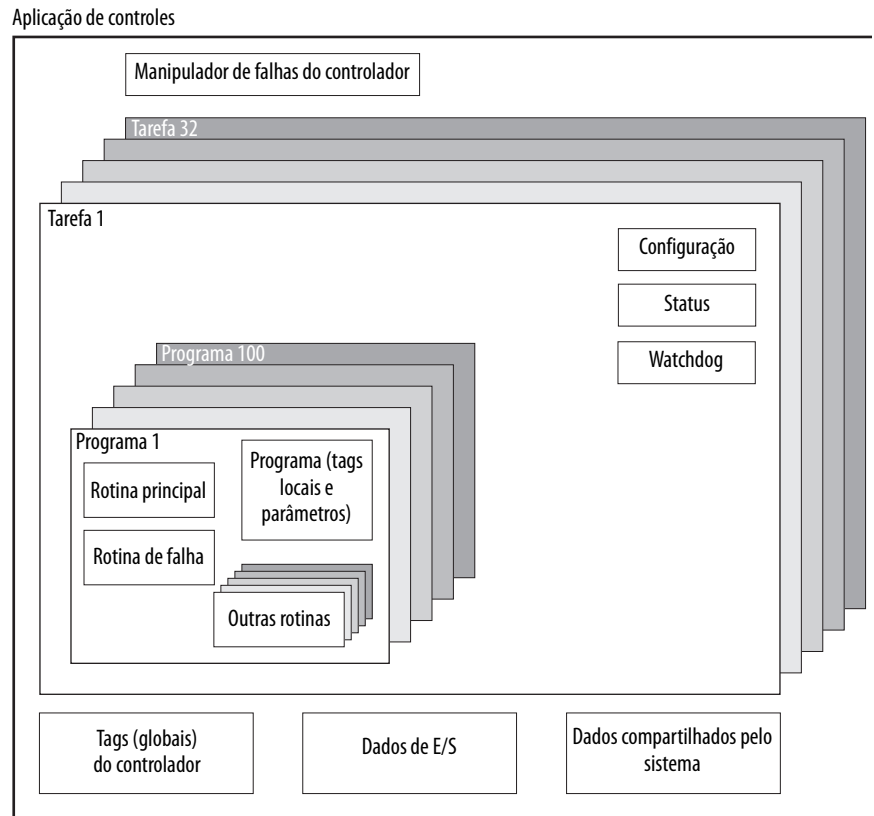 Aplicação de controles
Manipulador de falhas do controlador
Tarefa 32
Tarefa 1
Configuração
Status
Watchdog
Programa 100
Programa 1
Rotina principal
Programa (tags
locais e
parâmetros)
Rotina de falha
Outras rotinas
Tags (globais)
do controlador
Dados de E/S
Dados compartilhados pelo
sistema